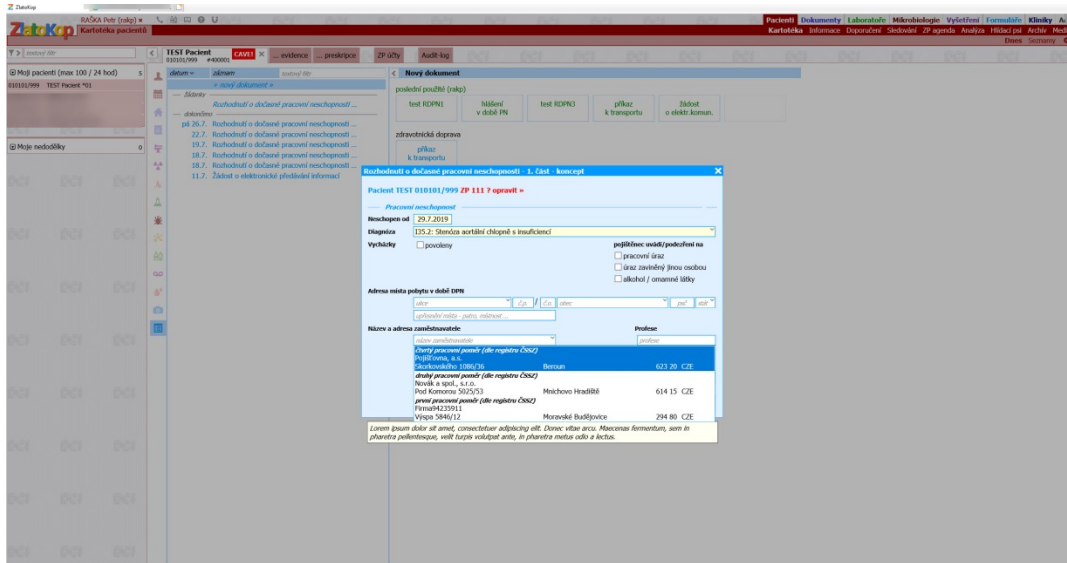 ZlatoKop
RAŠKA Petr (rakp)
ZlatoKop Kartotéka pacientů
Pacienti Dokumenty Laboratoře Mikrobiologie Vyšetření Formuláře Kliniky
Kartotéka Informace Doporučení Sledování ZP agenda Analýza Hlídací psi Archiv
Dnes Seznamy
textový filtr
TEST Pacient
010101/999 #400001
CAVE!
... evidence
... preskripce
ZP účty
Audit-log
Moji pacienti (max 100 / 24 hod) 5
010101/999 TEST Pacient *01
Moje nedodělky 0
datum záznam textový filtr
« nový dokument »
Žádanky
Rozhodnutí o dočasné pracovní neschopnosti ...
dokončeno
pá 26.7. Rozhodnutí o dočasné pracovní neschopnosti ...
22.7. Rozhodnutí o dočasné pracovní neschopnosti ...
19.7. Rozhodnutí o dočasné pracovní neschopnosti ...
18.7. Rozhodnutí o dočasné pracovní neschopnosti ...
18.7. Rozhodnutí o dočasné pracovní neschopnosti ...
11.7. Žádost o elektronické předávání informací
Nový dokument
poslední použité (rakp)
test RDPN1
hlášení
v době PN
test RDPN3
příkaz
k transportu
žádost
o elektr.komun.
zdravotnická doprava
příkaz
k transportu
Rozhodnutí o dočasné pracovní neschopnosti - 1. část - koncept
Pacient TEST 010101/999 ZP 111 ? opravit »
Pracovní neschopnost
Neschopen od 29.7.2019
Diagnóza I35.2: Stenóza aortální chlopně s insuficiencí
Vycházky povoleny
pojištěnec uvádí/podezření na
pracovní úraz
úraz zaviněný jinou osobou
alkohol / omamné látky
Adresa místa pobytu v době DPN
ulice č.p. / č.o. obec psč stát
upřesnění místa - patro, místnost ...
Název a adresa zaměstnavatele Profese
název zaměstnavatele profese
čtvrtý pracovní poměr (dle registru ČSSZ)
Pojišťovna, a.s.
Skorkovského 1086/36 Beroun 623 20 CZE
druhý pracovní poměr (dle registru ČSSZ)
Novák a spol., s.r.o.
Pod Komorou 5025/53 Mnichovo Hradiště 614 15 CZE
první pracovní poměr (dle registru ČSSZ)
Firma94235911
Výspa 5846/12 Moravské Budějovice 294 80 CZE
Lorem ipsum dolor sit amet, consectetuer adipiscing elit. Donec vitae arcu. Maecenas fermentum, sem in
pharetra pellentesque, velit turpis volutpat ante, in pharetra metus odio a lectus.